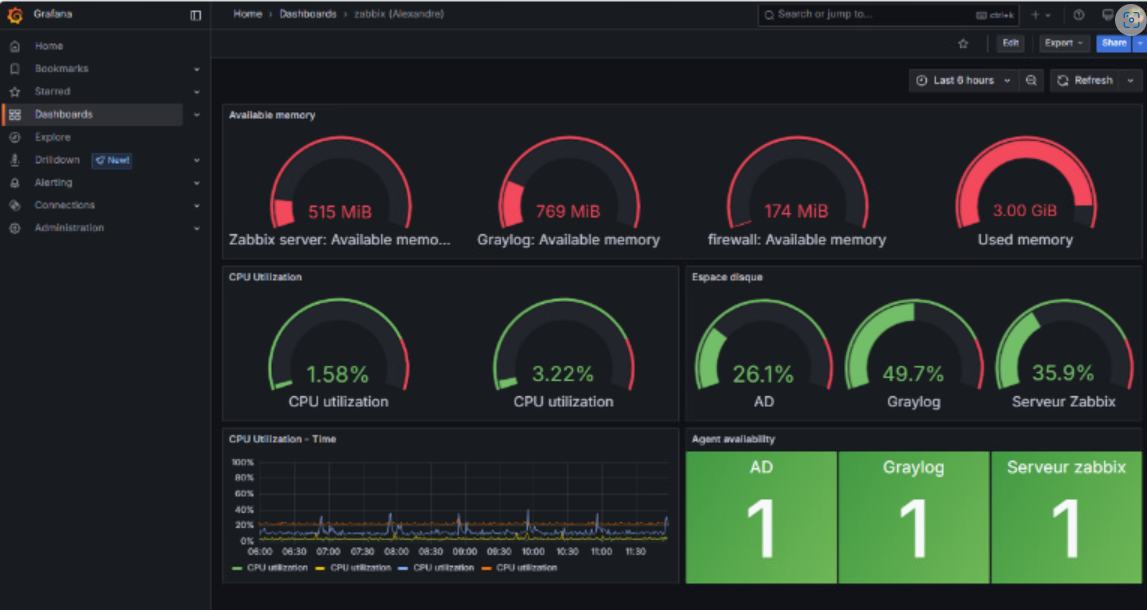 Grafana
Home › Dashboards › zabbix (Alexandre)
Search or jump to...
ctrl+k
Home
Bookmarks
Starred
Dashboards
Explore
Drilldown
New!
Alerting
Connections
Administration
Edit
Export
Share
Last 6 hours
Refresh
Available memory
515 MiB
Zabbix server: Available memo...
769 MiB
Graylog: Available memory
174 MiB
firewall: Available memory
3.00 GiB
Used memory
CPU Utilization
1.58%
CPU utilization
3.22%
CPU utilization
Espace disque
26.1%
AD
49.7%
Graylog
35.9%
Serveur Zabbix
CPU Utilization - Time
100%
80%
60%
40%
20%
0%
06:00 06:30 07:00 07:30 08:00 08:30 09:00 09:30 10:00 10:30 11:00 11:30
CPU utilization CPU utilization CPU utilization CPU utilization
Agent availability
AD
1
Graylog
1
Serveur zabbix
1